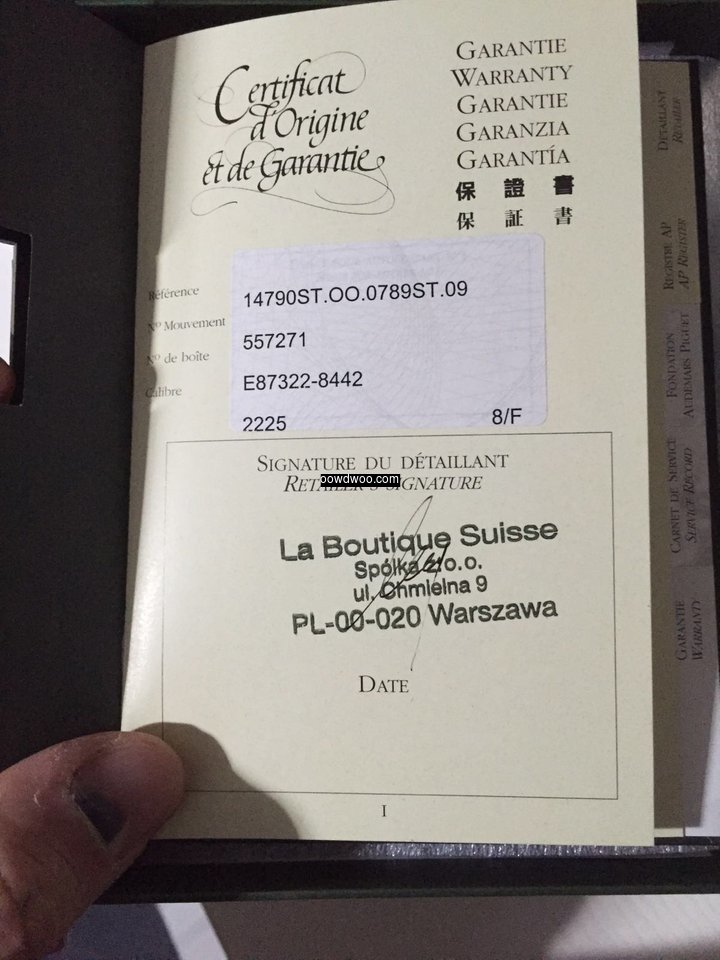 Certificat
d'Origine
et de Garantie
GARANTIE
WARRANTY
GARANTIE
GARANZIA
GARANTÍA
保 證 書
保 証 書
Référence
14790ST.OO.0789ST.09
Nº Mouvement
557271
Nº de boîte
E87322-8442
Calibre
2225 8/F
SIGNATURE DU DÉTAILLANT
RETAILER'S SIGNATURE
oowdwoo.com
La Boutique Suisse
Spółka z o.o.
ul. Chmielna 9
PL-00-020 Warszawa
DATE
I
DÉTAILLANT
RETAILER
REGISTRE AP
AP REGISTER
FONDATION
AUDEMARS PIGUET
CARNET DE SERVICE
SERVICE RECORD
GARANTIE
WARRANTY